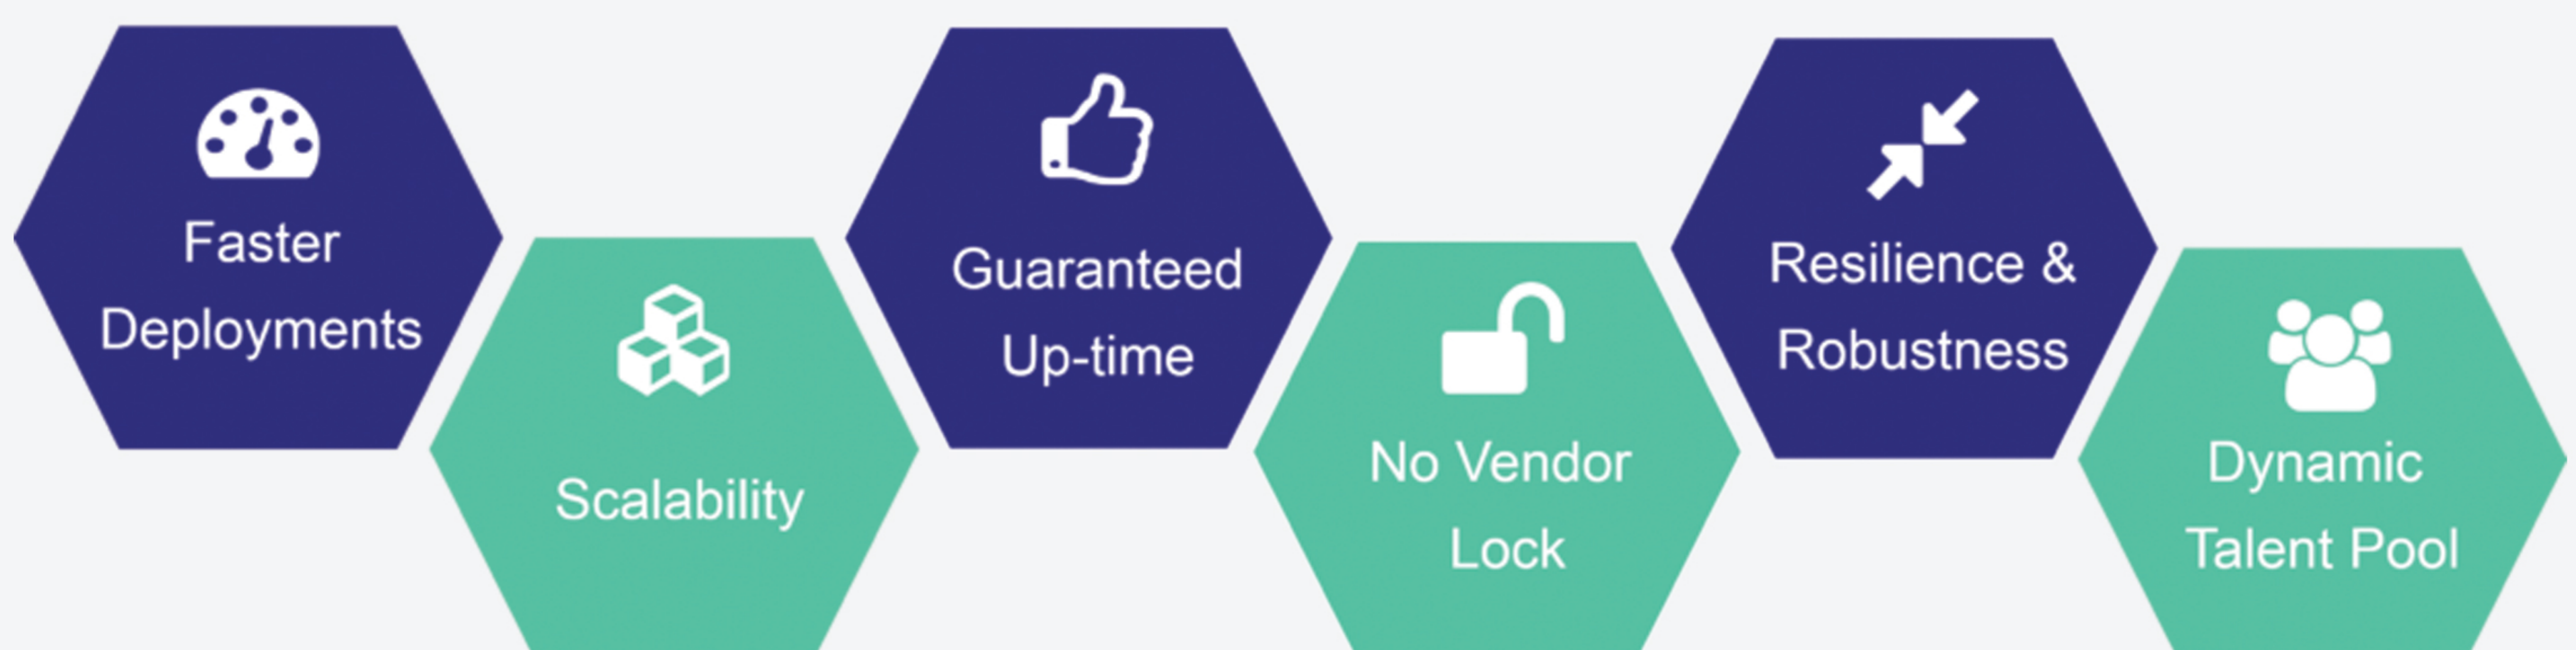 Faster
Deployments
Scalability
Guaranteed
Up-time
No Vendor
Lock
Resilience &
Robustness
Dynamic
Talent Pool